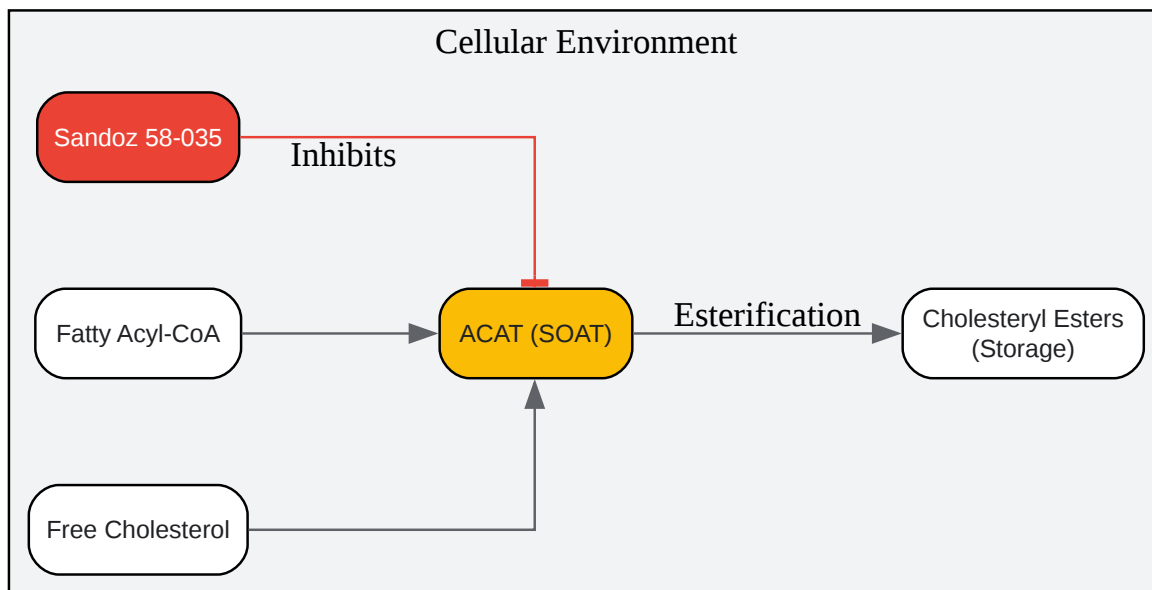 Cellular Environment
Sandoz 58-035
Inhibits
Fatty Acyl-CoA
ACAT (SOAT)
Esterification
Cholesteryl Esters
(Storage)
Free Cholesterol